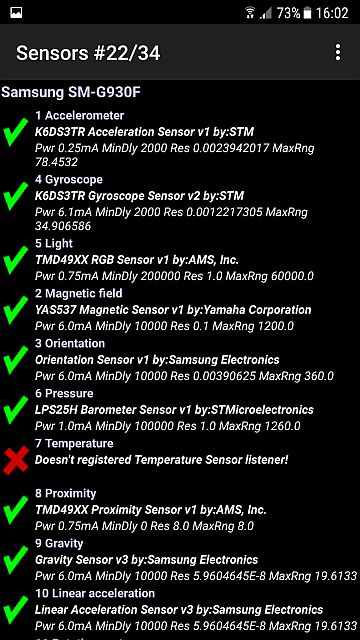 73% 16:02
Sensors #22/34
Samsung SM-G930F
1 Accelerometer
K6DS3TR Acceleration Sensor v1 by:STM
Pwr 0.25mA MinDly 2000 Res 0.0023942017 MaxRng
78.4532
4 Gyroscope
K6DS3TR Gyroscope Sensor v2 by:STM
Pwr 6.1mA MinDly 2000 Res 0.0012217305 MaxRng
34.906586
5 Light
TMD49XX RGB Sensor v1 by:AMS, Inc.
Pwr 0.75mA MinDly 200000 Res 1.0 MaxRng 60000.0
2 Magnetic field
YAS537 Magnetic Sensor v1 by:Yamaha Corporation
Pwr 6.0mA MinDly 10000 Res 0.1 MaxRng 1200.0
3 Orientation
Orientation Sensor v1 by:Samsung Electronics
Pwr 6.0mA MinDly 10000 Res 0.00390625 MaxRng 360.0
6 Pressure
LPS25H Barometer Sensor v1 by:STMicroelectronics
Pwr 1.0mA MinDly 100000 Res 1.0 MaxRng 1260.0
7 Temperature
Doesn't registered Temperature Sensor listener!
8 Proximity
TMD49XX Proximity Sensor v1 by:AMS, Inc.
Pwr 0.75mA MinDly 0 Res 8.0 MaxRng 8.0
9 Gravity
Gravity Sensor v3 by:Samsung Electronics
Pwr 6.0mA MinDly 10000 Res 5.9604645E-8 MaxRng 19.6133
10 Linear acceleration
Linear Acceleration Sensor v3 by:Samsung Electronics
Pwr 6.0mA MinDly 10000 Res 5.9604645E-8 MaxRng 19.6133